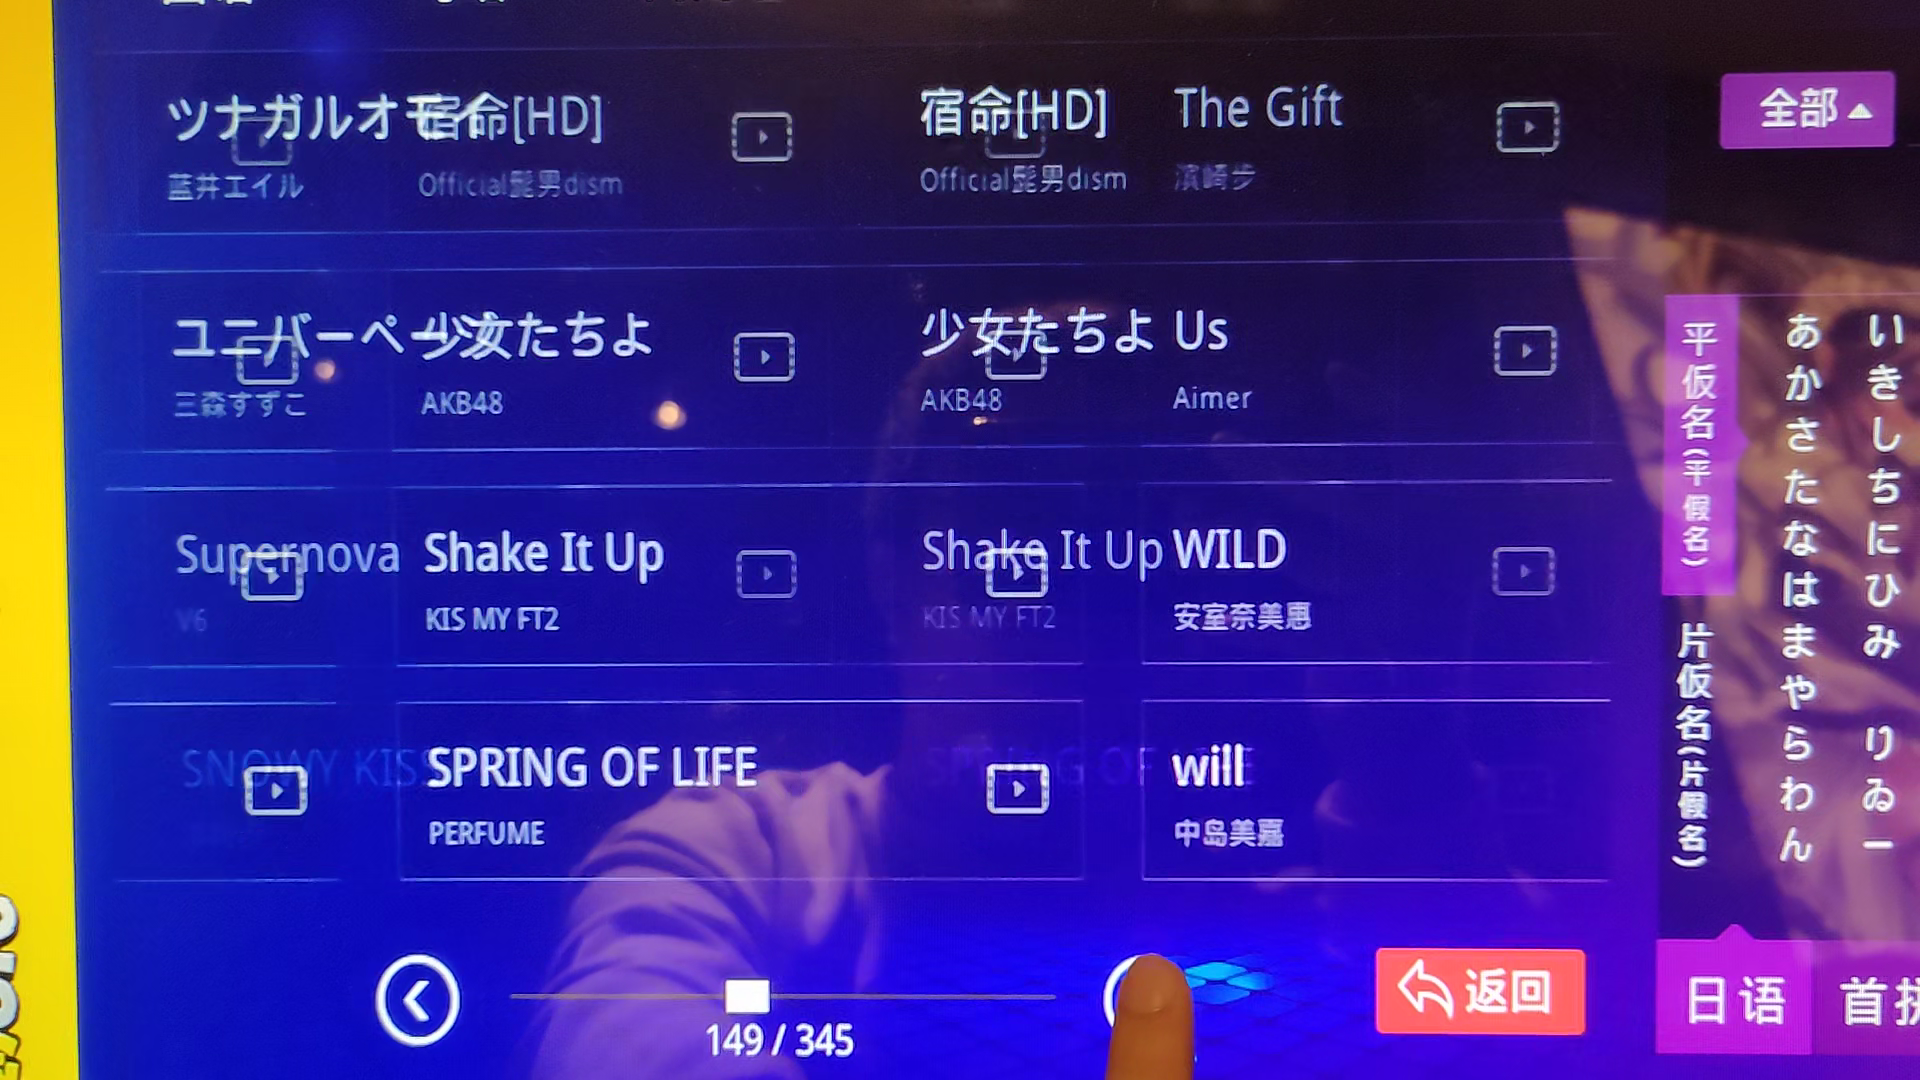 ツナガルオモイ
宿命[HD]
宿命[HD]
The Gift
全部
蓝井エイル
Official髭男dism
Official髭男dism
滨崎步
ユニバーペ
少女たちよ
少女たちよ
Us
三森すずこ
AKB48
AKB48
Aimer
Supernova
Shake It Up
Shake It Up
WILD
V6
KIS MY FT2
KIS MY FT2
安室奈美惠
SNOWY KISS
SPRING OF LIFE
SPRING OF LIFE
will
PERFUME
中岛美嘉
149 / 345
返回
平仮名(平假名)
片仮名(片假名)
あかさたなはまやらわん
いきしちにひみ りゐー
日语
首